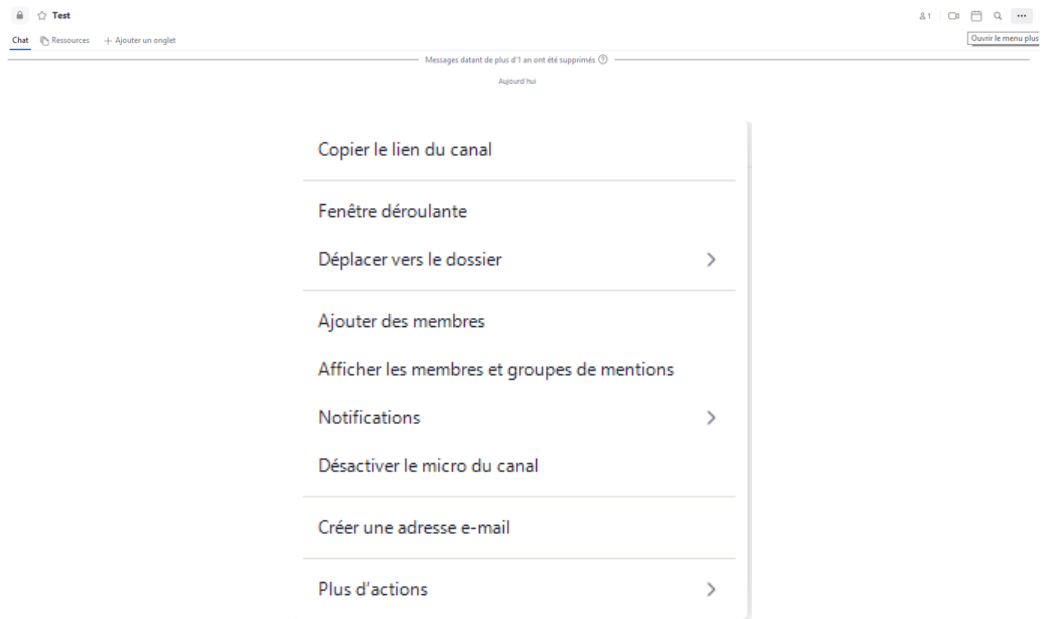 Test
1
Chat Ressources + Ajouter un onglet
Ouvrir le menu plus
Messages datant de plus d'1 an ont été supprimés ?
Aujourd'hui
Copier le lien du canal
Fenêtre déroulante
Déplacer vers le dossier
Ajouter des membres
Afficher les membres et groupes de mentions
Notifications
Désactiver le micro du canal
Créer une adresse e-mail
Plus d'actions